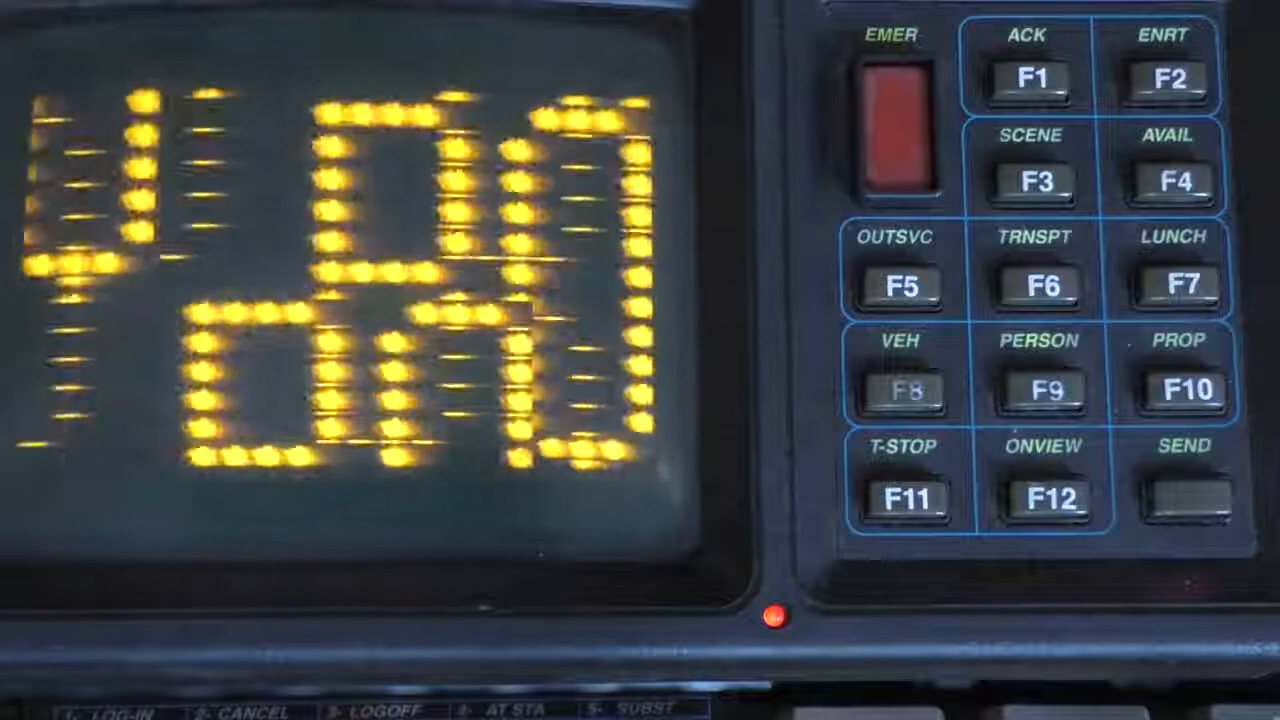 EMER ACK ENRT
F1 F2
SCENE AVAIL
F3 F4
OUTSVC TRNSPT LUNCH
F5 F6 F7
VEH PERSON PROP
F8 F9 F10
T-STOP ONVIEW SEND
F11 F12
1- LOG-IN 2- CANCEL 3- LOGOFF 4- AT STA 5- SUBST